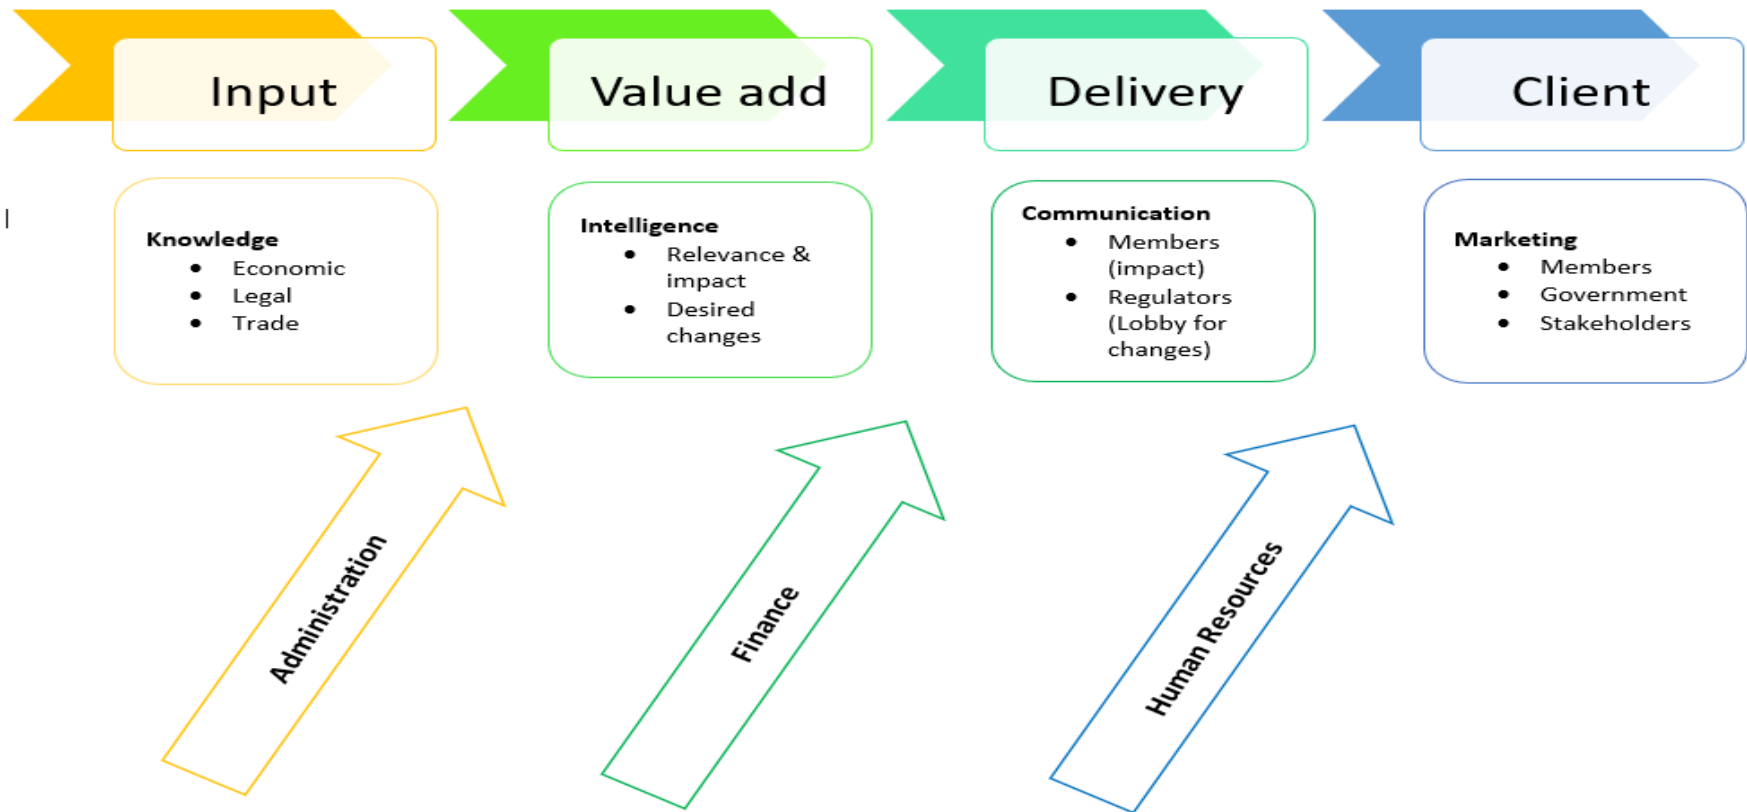 Input
Value add
Delivery
Client
Knowledge
• Economic
• Legal
• Trade
Intelligence
• Relevance &
impact
• Desired
changes
Communication
• Members
(impact)
• Regulators
(Lobby for
changes)
Marketing
• Members
• Government
• Stakeholders
Administration
Finance
Human Resources